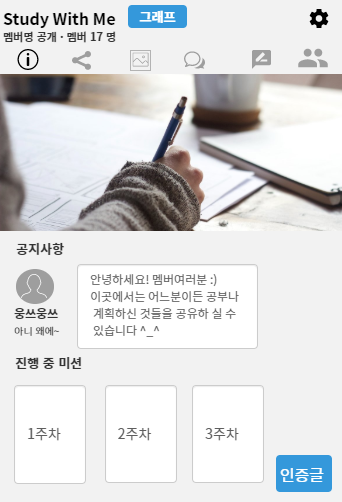 Study With Me
그래프
멤버명 공개 · 멤버 17 명
공지사항
안녕하세요! 멤버여러분 :)
이곳에서는 어느분이든 공부나
계획하신 것들을 공유하 실 수
있습니다 ^_^
웅쓰웅쓰
아니 왜에~
진행 중 미션
1주차
2주차
3주차
인증글